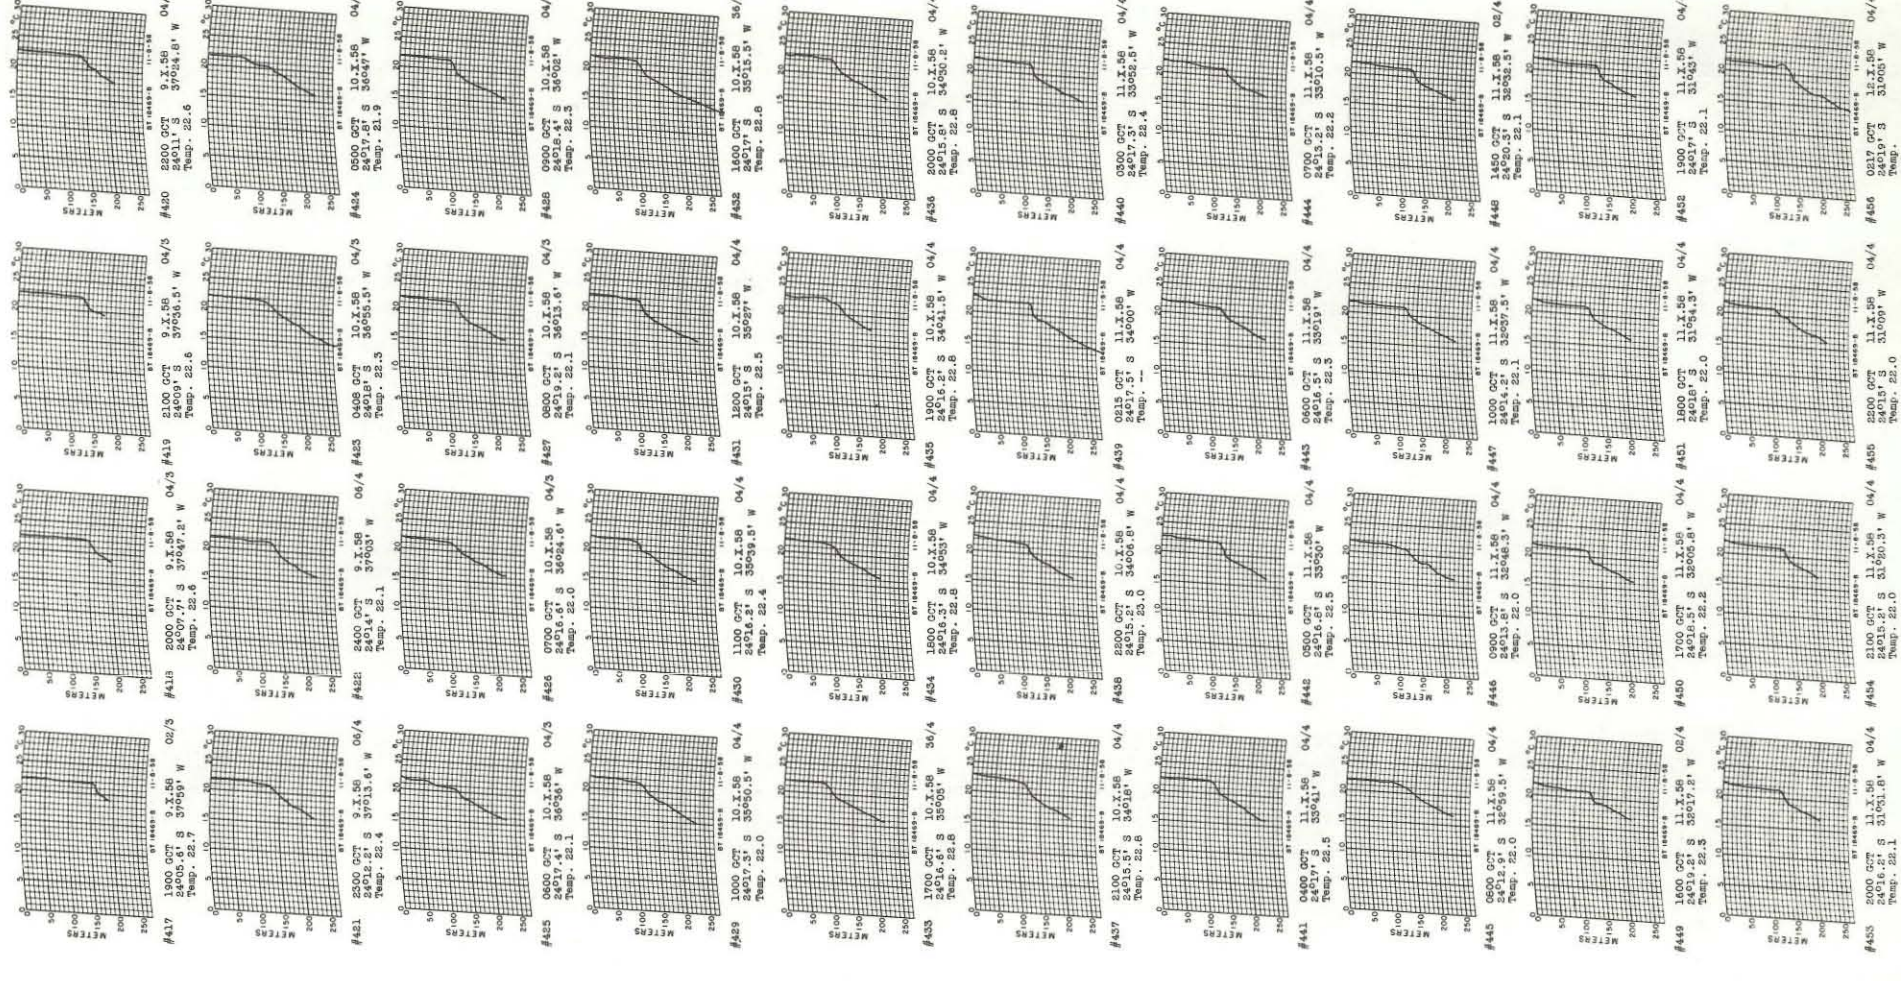 #417 1900 GCT 9.X.58 02/3
24°05.6' S 37°59' W
Temp. 22.7
#418 2000 GCT 9.X.58 04/3
24°07.7' S 37°47.2' W
Temp. 22.6
#419 2100 GCT 9.X.58 04/3
24°09' S 37°36.5' W
Temp. 22.6
#420 2200 GCT 9.X.58
24°11' S 37°24.8' W
Temp. 22.6
#421 2300 GCT 9.X.58 06/4
24°12.2' S 37°13.6' W
Temp. 22.4
#422 2400 GCT 9.X.58 06/4
24°14' S 37°03' W
Temp. 22.1
#423 0408 GCT 10.X.58 04/3
24°18' S 36°55.5' W
Temp. 22.3
#424 0500 GCT 10.X.58
24°17.8' S 36°47' W
Temp. 21.9
#425 0600 GCT 10.X.58 04/3
24°17.4' S 36°36' W
Temp. 22.1
#426 0700 GCT 10.X.58 04/3
24°16.6' S 36°24.6' W
Temp. 22.0
#427 0800 GCT 10.X.58 04/3
24°19.2' S 36°13.6' W
Temp. 22.1
#428 0900 GCT 10.X.58
24°18.4' S 36°02' W
Temp. 22.3
#429 1000 GCT 10.X.58 04/4
24°17.3' S 35°50.5' W
Temp. 22.0
#430 1100 GCT 10.X.58 04/4
24°16.2' S 35°39.5' W
Temp. 22.4
#431 1200 GCT 10.X.58 04/4
24°15' S 35°27' W
Temp. 22.5
#432 1600 GCT 10.X.58
24°17' S 35°15.5' W
Temp. 22.8
#433 1700 GCT 10.X.58 36/4
24°16.6' S 35°05' W
Temp. 22.8
#434 1800 GCT 10.X.58 04/4
24°16.3' S 34°53' W
Temp. 22.8
#435 1900 GCT 10.X.58 04/4
24°16.2' S 34°41.5' W
Temp. 22.8
#436 2000 GCT 10.X.58
24°15.8' S 34°30.2' W
Temp. 22.8
#437 2100 GCT 10.X.58 04/4
24°15.5' S 34°18' W
Temp. 22.8
#438 2200 GCT 10.X.58 04/4
24°15.2' S 34°06.8' W
Temp. 23.0
#439 0215 GCT 11.X.58 04/4
24°17.5' S 34°00' W
Temp. --
#440 0300 GCT 11.X.58 04/4
24°17.3' S 33°52.5' W
Temp. 22.4
#441 0400 GCT 11.X.58 04/4
24°17' S 33°41' W
Temp. 22.5
#442 0500 GCT 11.X.58 04/4
24°16.8' S 33°30' W
Temp. 22.5
#443 0600 GCT 11.X.58 04/4
24°16.5' S 33°19' W
Temp. 22.3
#444 0700 GCT 11.X.58 04/4
24°13.2' S 33°10.5' W
Temp. 22.2
#445 0800 GCT 11.X.58 04/4
24°12.9' S 32°59.5' W
Temp. 22.0
#446 0900 GCT 11.X.58 04/4
24°13.8' S 32°48.3' W
Temp. 22.0
#447 1000 GCT 11.X.58 04/4
24°14.2' S 32°37.5' W
Temp. 22.1
#448 1450 GCT 11.X.58 02/4
24°20.5' S 32°32.5' W
Temp. 22.1
#449 1600 GCT 11.X.58 02/4
24°19.2' S 32°17.2' W
Temp. 22.3
#450 1700 GCT 11.X.58 04/4
24°18.5' S 32°05.8' W
Temp. 22.2
#451 1800 GCT 11.X.58 04/4
24°18' S 31°54.3' W
Temp. 22.0
#452 1900 GCT 11.X.58
24°17' S 31°43' W
Temp. 22.1
#453 2000 GCT 11.X.58 04/4
24°16.2' S 31°31.8' W
Temp. 22.1
#454 2100 GCT 11.X.58 04/4
24°15.2' S 31°20.3' W
Temp. 22.0
#455 2200 GCT 11.X.58 04/4
24°15' S 31°09' W
Temp. 22.0
#456 0217 GCT 12.X.58
24°19' S 31°05' W
Temp.